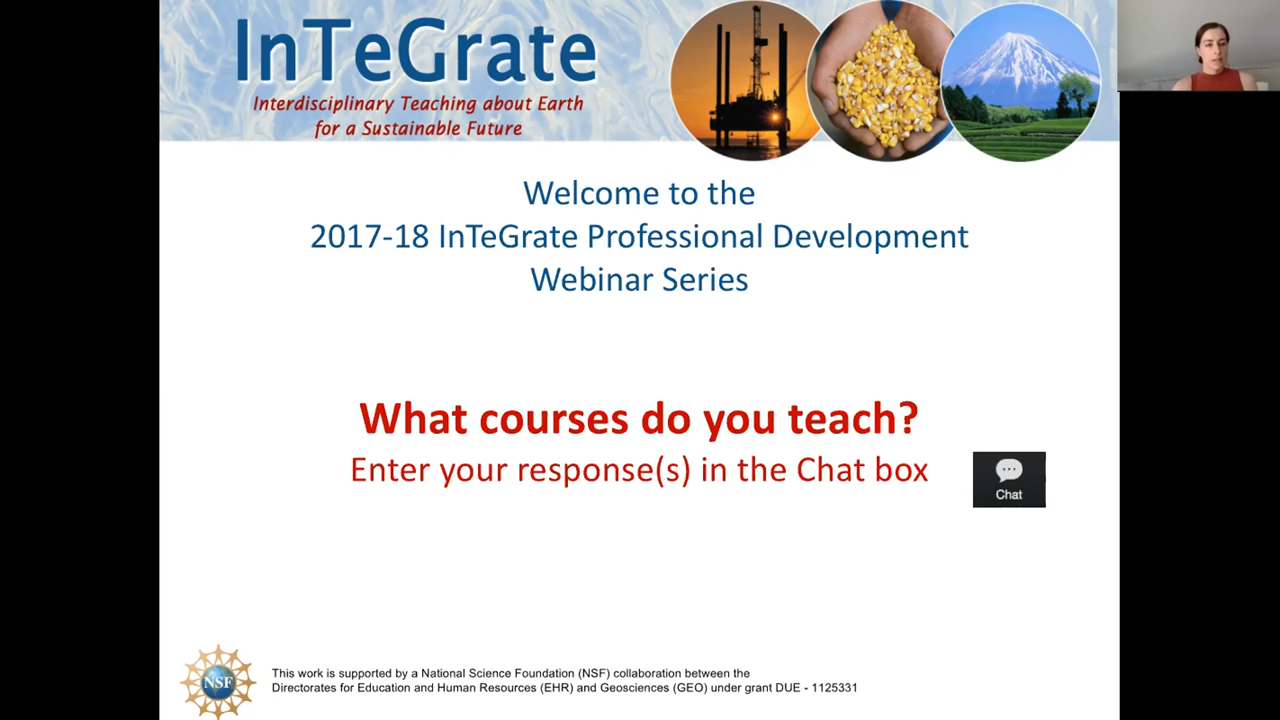 InTeGrate
Interdisciplinary Teaching about Earth
for a Sustainable Future
Welcome to the
2017-18 InTeGrate Professional Development
Webinar Series
What courses do you teach?
Enter your response(s) in the Chat box
Chat
NSF
This work is supported by a National Science Foundation (NSF) collaboration between the
Directorates for Education and Human Resources (EHR) and Geosciences (GEO) under grant DUE - 1125331